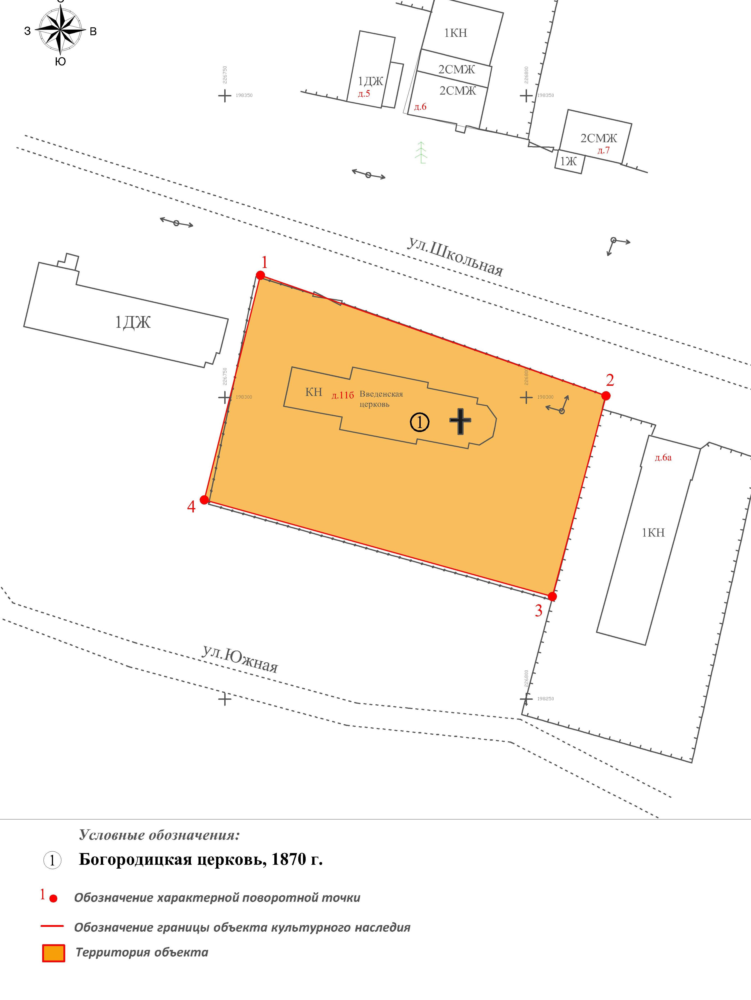 С
З
В
Ю
1КН
2СМЖ
2СМЖ
д.6
1ДЖ
д.5
226750
198350
226800
198350
2СМЖ
д.7
1Ж
ул.Школьная
1
1ДЖ
2
226750
198300
226800
198300
КН
д.11б
Введенская
церковь
1
д.6а
4
1КН
3
ул.Южная
226800
198250
Условные обозначения:
1 Богородицкая церковь, 1870 г.
1 Обозначение характерной поворотной точки
Обозначение границы объекта культурного наследия
Территория объекта